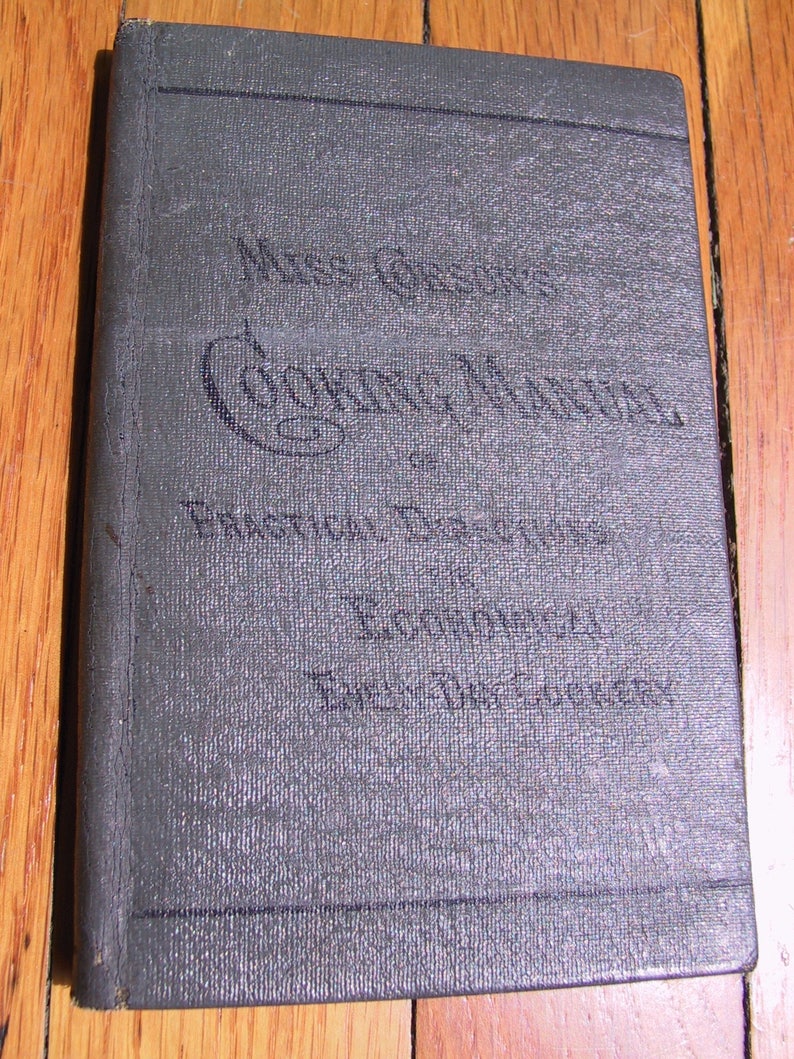 Miss Corson's
Cooking Manual
of
Practical Directions
for
Economical
Every-Day Cookery